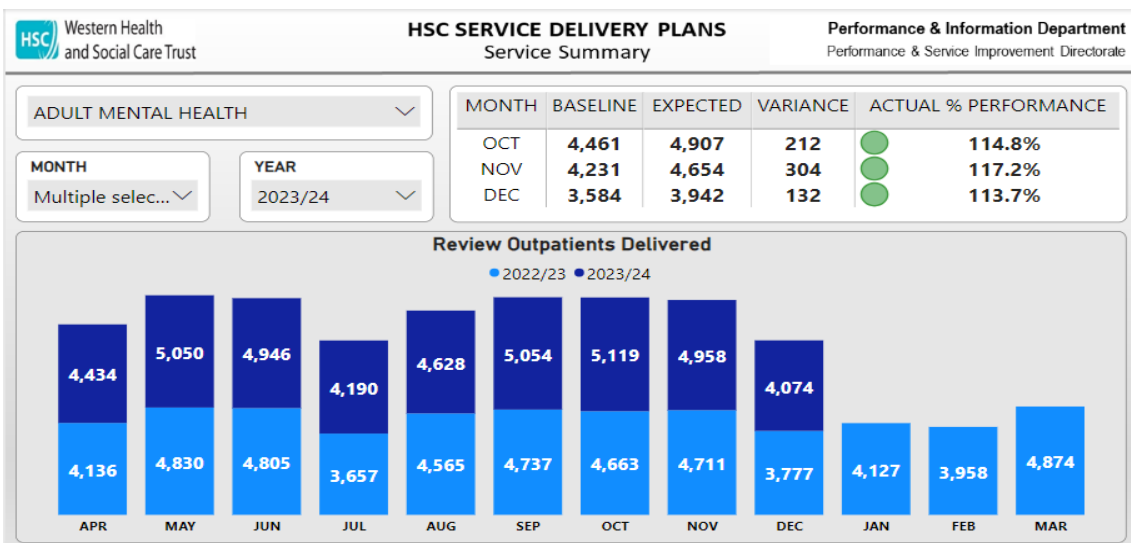 HSC Western Health and Social Care Trust
HSC SERVICE DELIVERY PLANS
Service Summary
Performance & Information Department
Performance & Service Improvement Directorate
ADULT MENTAL HEALTH
MONTH
Multiple selec...
YEAR
2023/24
MONTH BASELINE EXPECTED VARIANCE ACTUAL % PERFORMANCE
OCT 4,461 4,907 212 114.8%
NOV 4,231 4,654 304 117.2%
DEC 3,584 3,942 132 113.7%
Review Outpatients Delivered
2022/23 2023/24
4,434 5,050 4,946 4,190 4,628 5,054 5,119 4,958 4,074
4,136 4,830 4,805 3,657 4,565 4,737 4,663 4,711 3,777 4,127 3,958 4,874
APR MAY JUN JUL AUG SEP OCT NOV DEC JAN FEB MAR